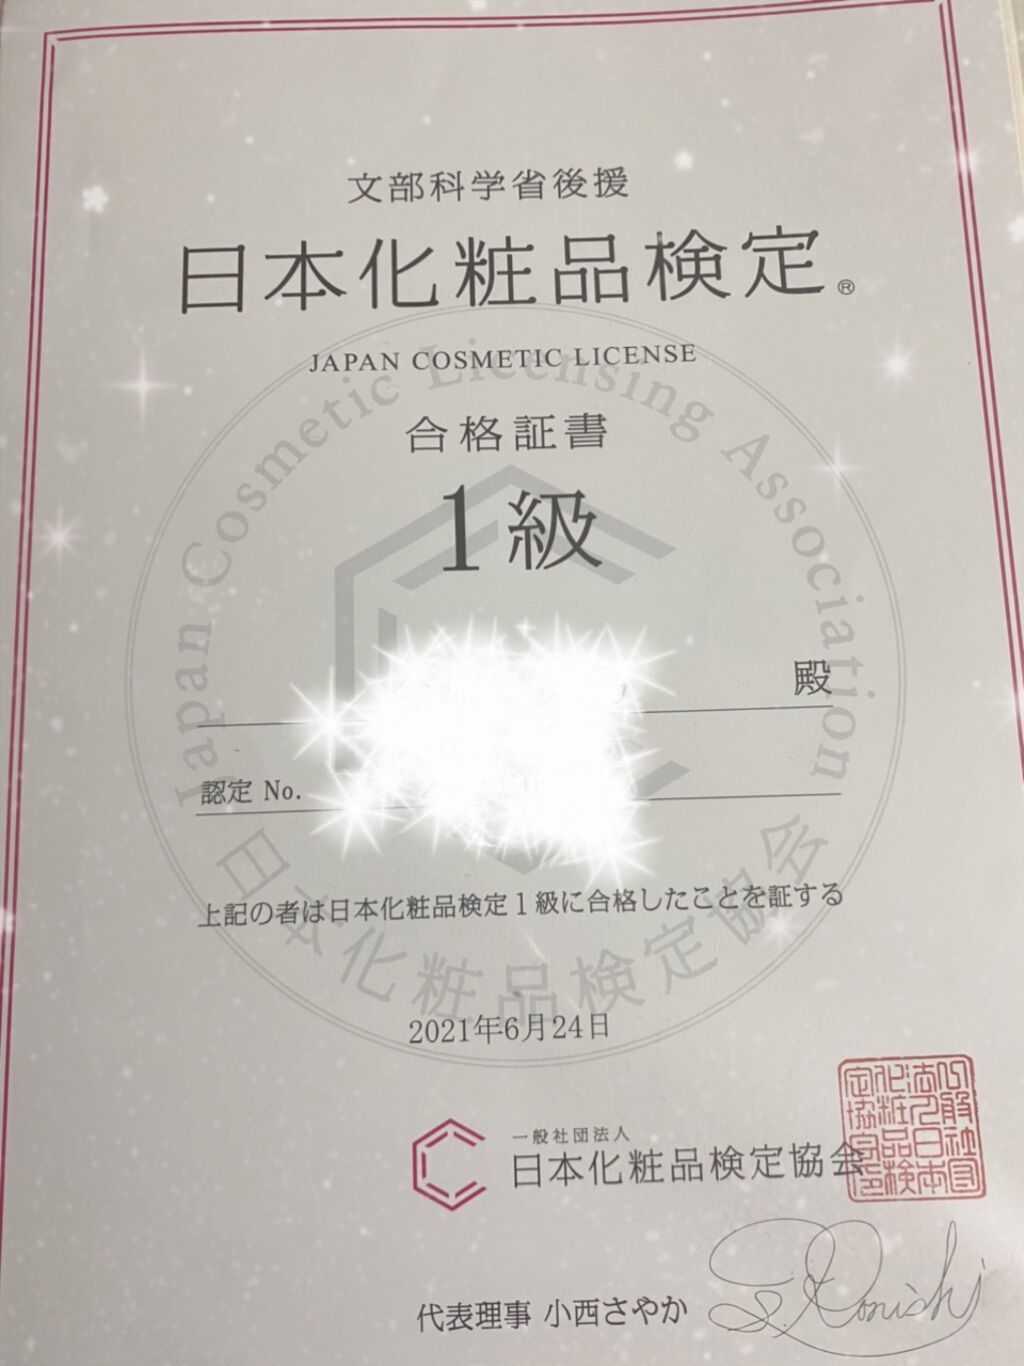 文部科学省後援
日本化粧品検定®
JAPAN COSMETIC LICENSE
合格証書
1級
殿
認定 No.
上記の者は日本化粧品検定1級に合格したことを証する
2021年6月24日
一般社団法人
日本化粧品検定協会
代表理事 小西さやか
S. Konishi
Japan Cosmetic Licensing Association
日本化粧品検定協会